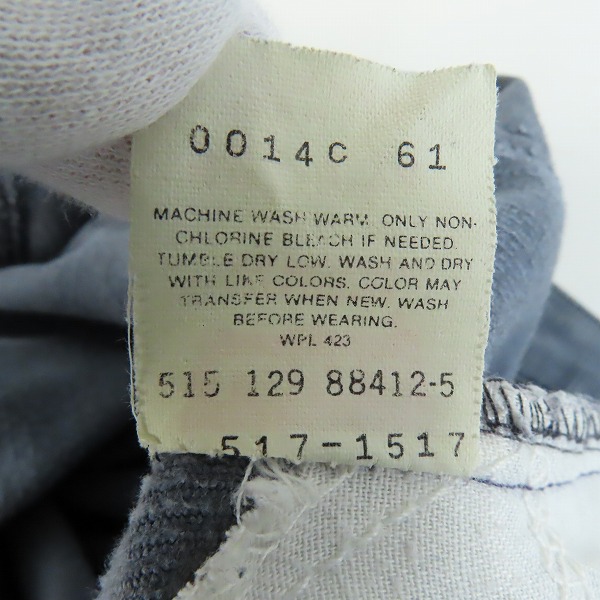 0014C 61
MACHINE WASH WARM. ONLY NON-
CHLORINE BLEACH IF NEEDED.
TUMBLE DRY LOW. WASH AND DRY
WITH LIKE COLORS. COLOR MAY
TRANSFER WHEN NEW. WASH
BEFORE WEARING.
WPL 423
515 129 88412-5
517-1517